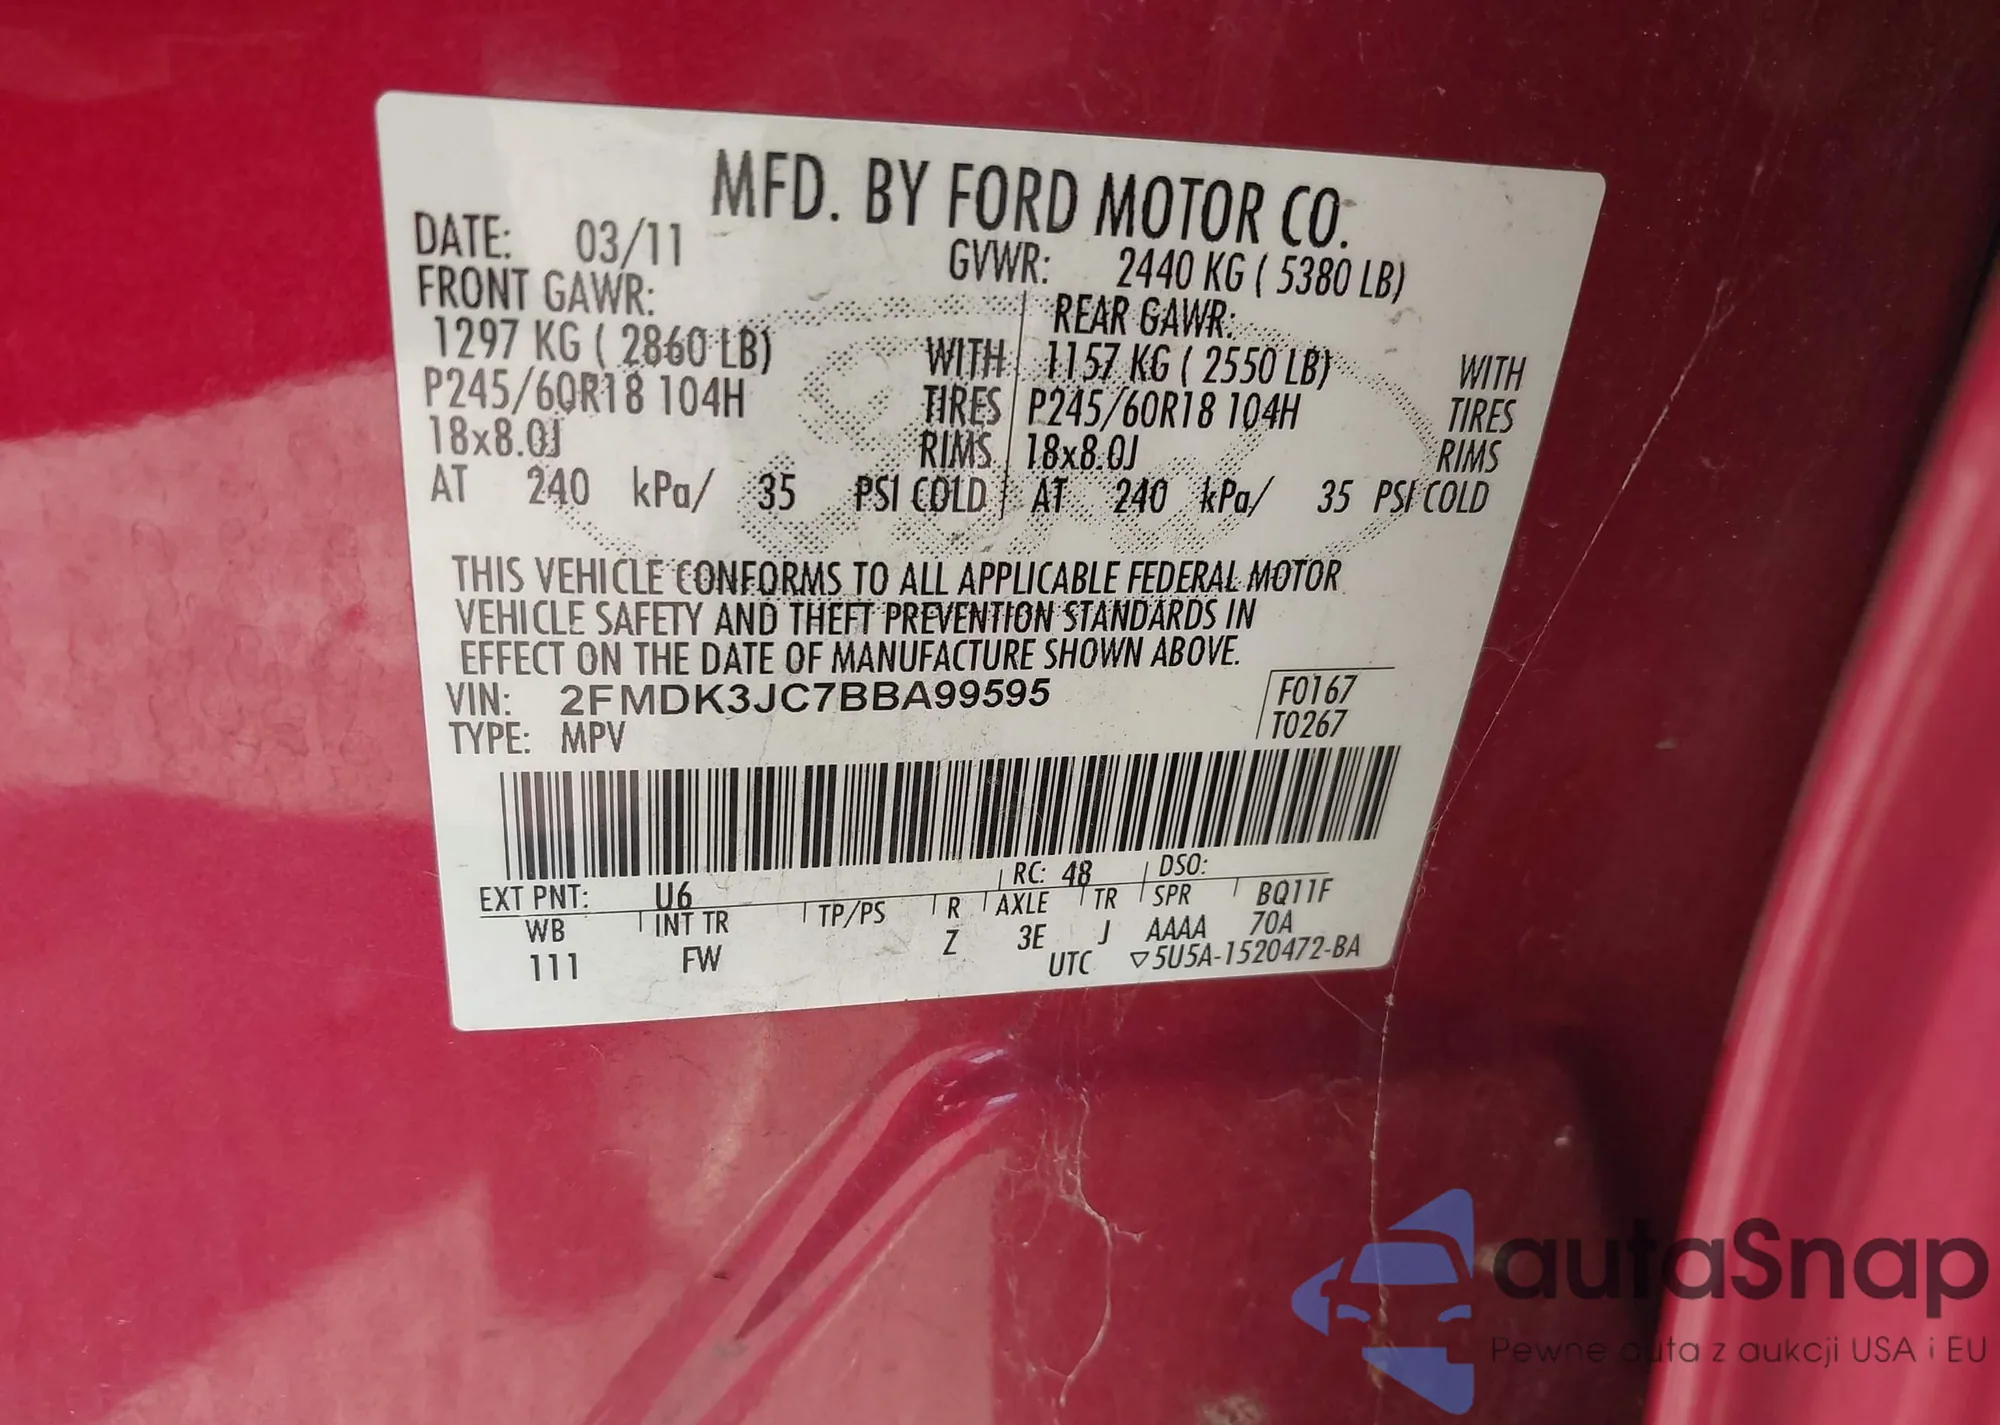 MFD. BY FORD MOTOR CO.
DATE: 03/11 GVWR: 2440 KG ( 5380 LB)
FRONT GAWR: REAR GAWR:
1297 KG ( 2860 LB) WITH 1157 KG ( 2550 LB) WITH
P245/60R18 104H TIRES P245/60R18 104H TIRES
18x8.0J RIMS 18x8.0J RIMS
AT 240 kPa/ 35 PSI COLD AT 240 kPa/ 35 PSI COLD
THIS VEHICLE CONFORMS TO ALL APPLICABLE FEDERAL MOTOR
VEHICLE SAFETY AND THEFT PREVENTION STANDARDS IN
EFFECT ON THE DATE OF MANUFACTURE SHOWN ABOVE.
VIN: 2FMDK3JC7BBA99595 F0167
TYPE: MPV T0267
EXT PNT: U6 RC: 48 DSO:
WB INT TR TP/PS R AXLE TR SPR BQ11F
111 FW Z 3E J AAAA 70A
UTC ▽5U5A-1520472-BA
autaSnap
Pewne auta z aukcji USA i EU